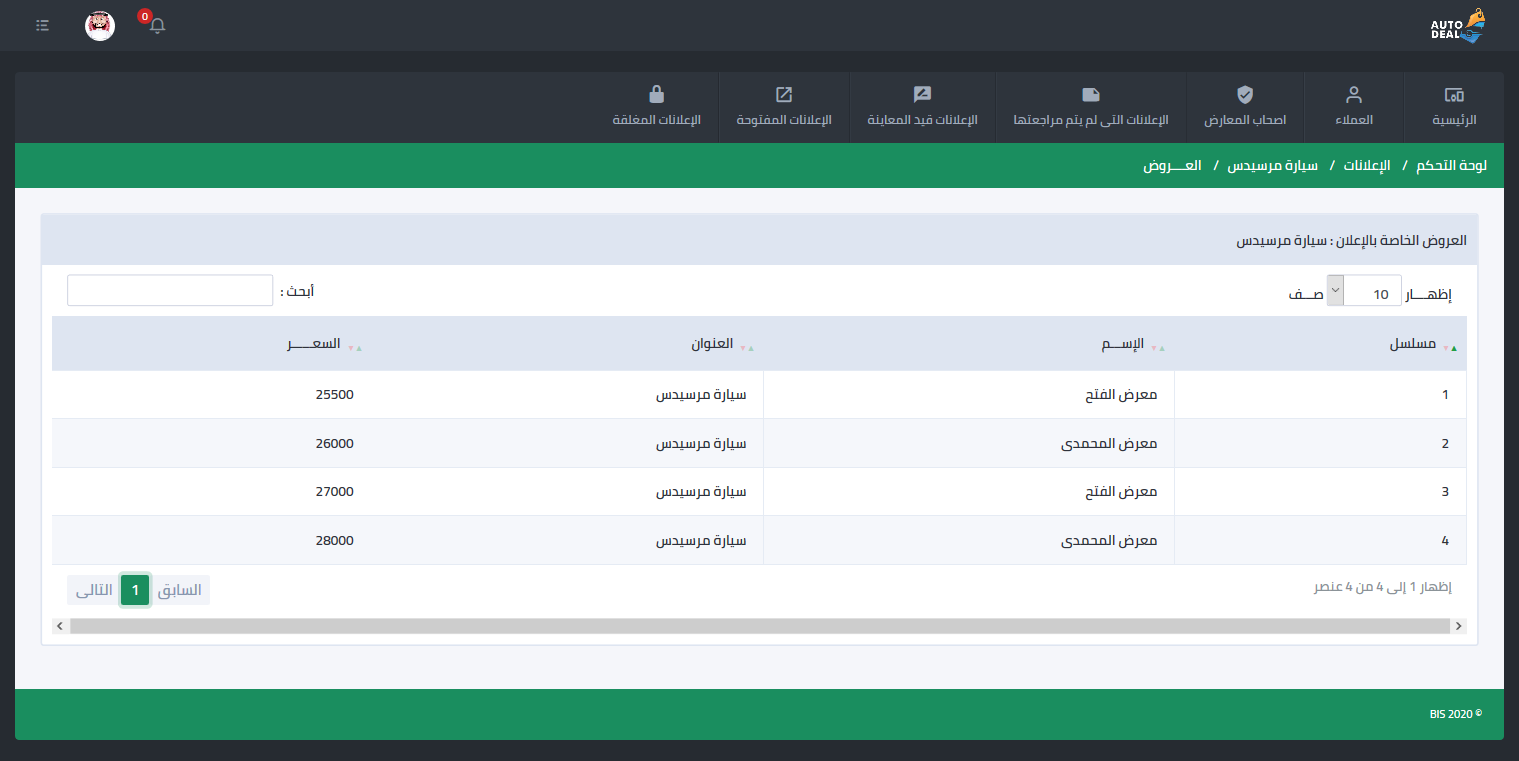 0
AUTO
DEAL
الرئيسية
العملاء
اصحاب المعارض
الإعلانات التى لم يتم مراجعتها
الإعلانات قيد المعاينة
الإعلانات المفتوحة
الإعلانات المغلقة
لوحة التحكم / الإعلانات / سيارة مرسيدس / العـــروض
العروض الخاصة بالإعلان : سيارة مرسيدس
إظهـــار 10 صـــف
أبحث :
مسلسل الإســـم العنوان السعـــــر
1 معرض الفتح سيارة مرسيدس 25500
2 معرض المحمدى سيارة مرسيدس 26000
3 معرض الفتح سيارة مرسيدس 27000
4 معرض المحمدى سيارة مرسيدس 28000
إظهار 1 إلى 4 من 4 عنصر
السابق 1 التالى
BIS 2020 ©